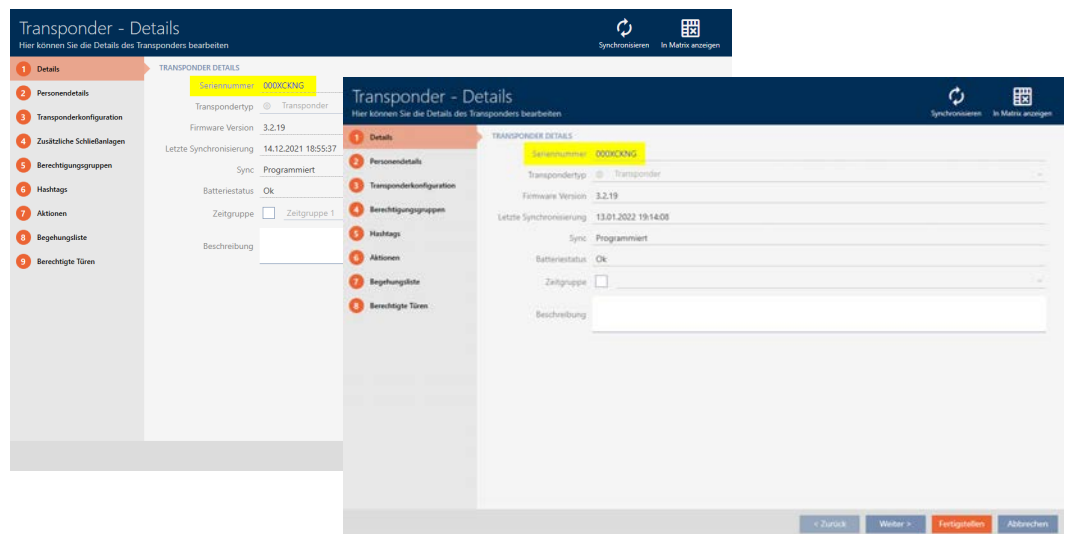 Transponder - Details
Hier können Sie die Details des Transponders bearbeiten
Synchronisieren
In Matrix anzeigen
1 Details
2 Personendetails
3 Transponderkonfiguration
4 Zusätzliche Schließanlagen
5 Berechtigungsgruppen
6 Hashtags
7 Aktionen
8 Begehungsliste
9 Berechtigte Türen
TRANSPONDER DETAILS
Seriennummer 000XCKNG
Transpondertyp Transponder
Firmware Version 3.2.19
Letzte Synchronisierung 14.12.2021 18:55:37
Sync Programmiert
Batteriestatus Ok
Zeitgruppe Zeitgruppe 1
Beschreibung
Transponder - Details
Hier können Sie die Details des Transponders bearbeiten
Synchronisieren
In Matrix anzeigen
1 Details
2 Personendetails
3 Transponderkonfiguration
4 Berechtigungsgruppen
5 Hashtags
6 Aktionen
7 Begehungsliste
8 Berechtigte Türen
TRANSPONDER DETAILS
Seriennummer 000XCKNG
Transpondertyp Transponder
Firmware Version 3.2.19
Letzte Synchronisierung 13.01.2022 19:14:08
Sync Programmiert
Batteriestatus Ok
Zeitgruppe
Beschreibung
< Zurück
Weiter >
Fertigstellen
Abbrechen